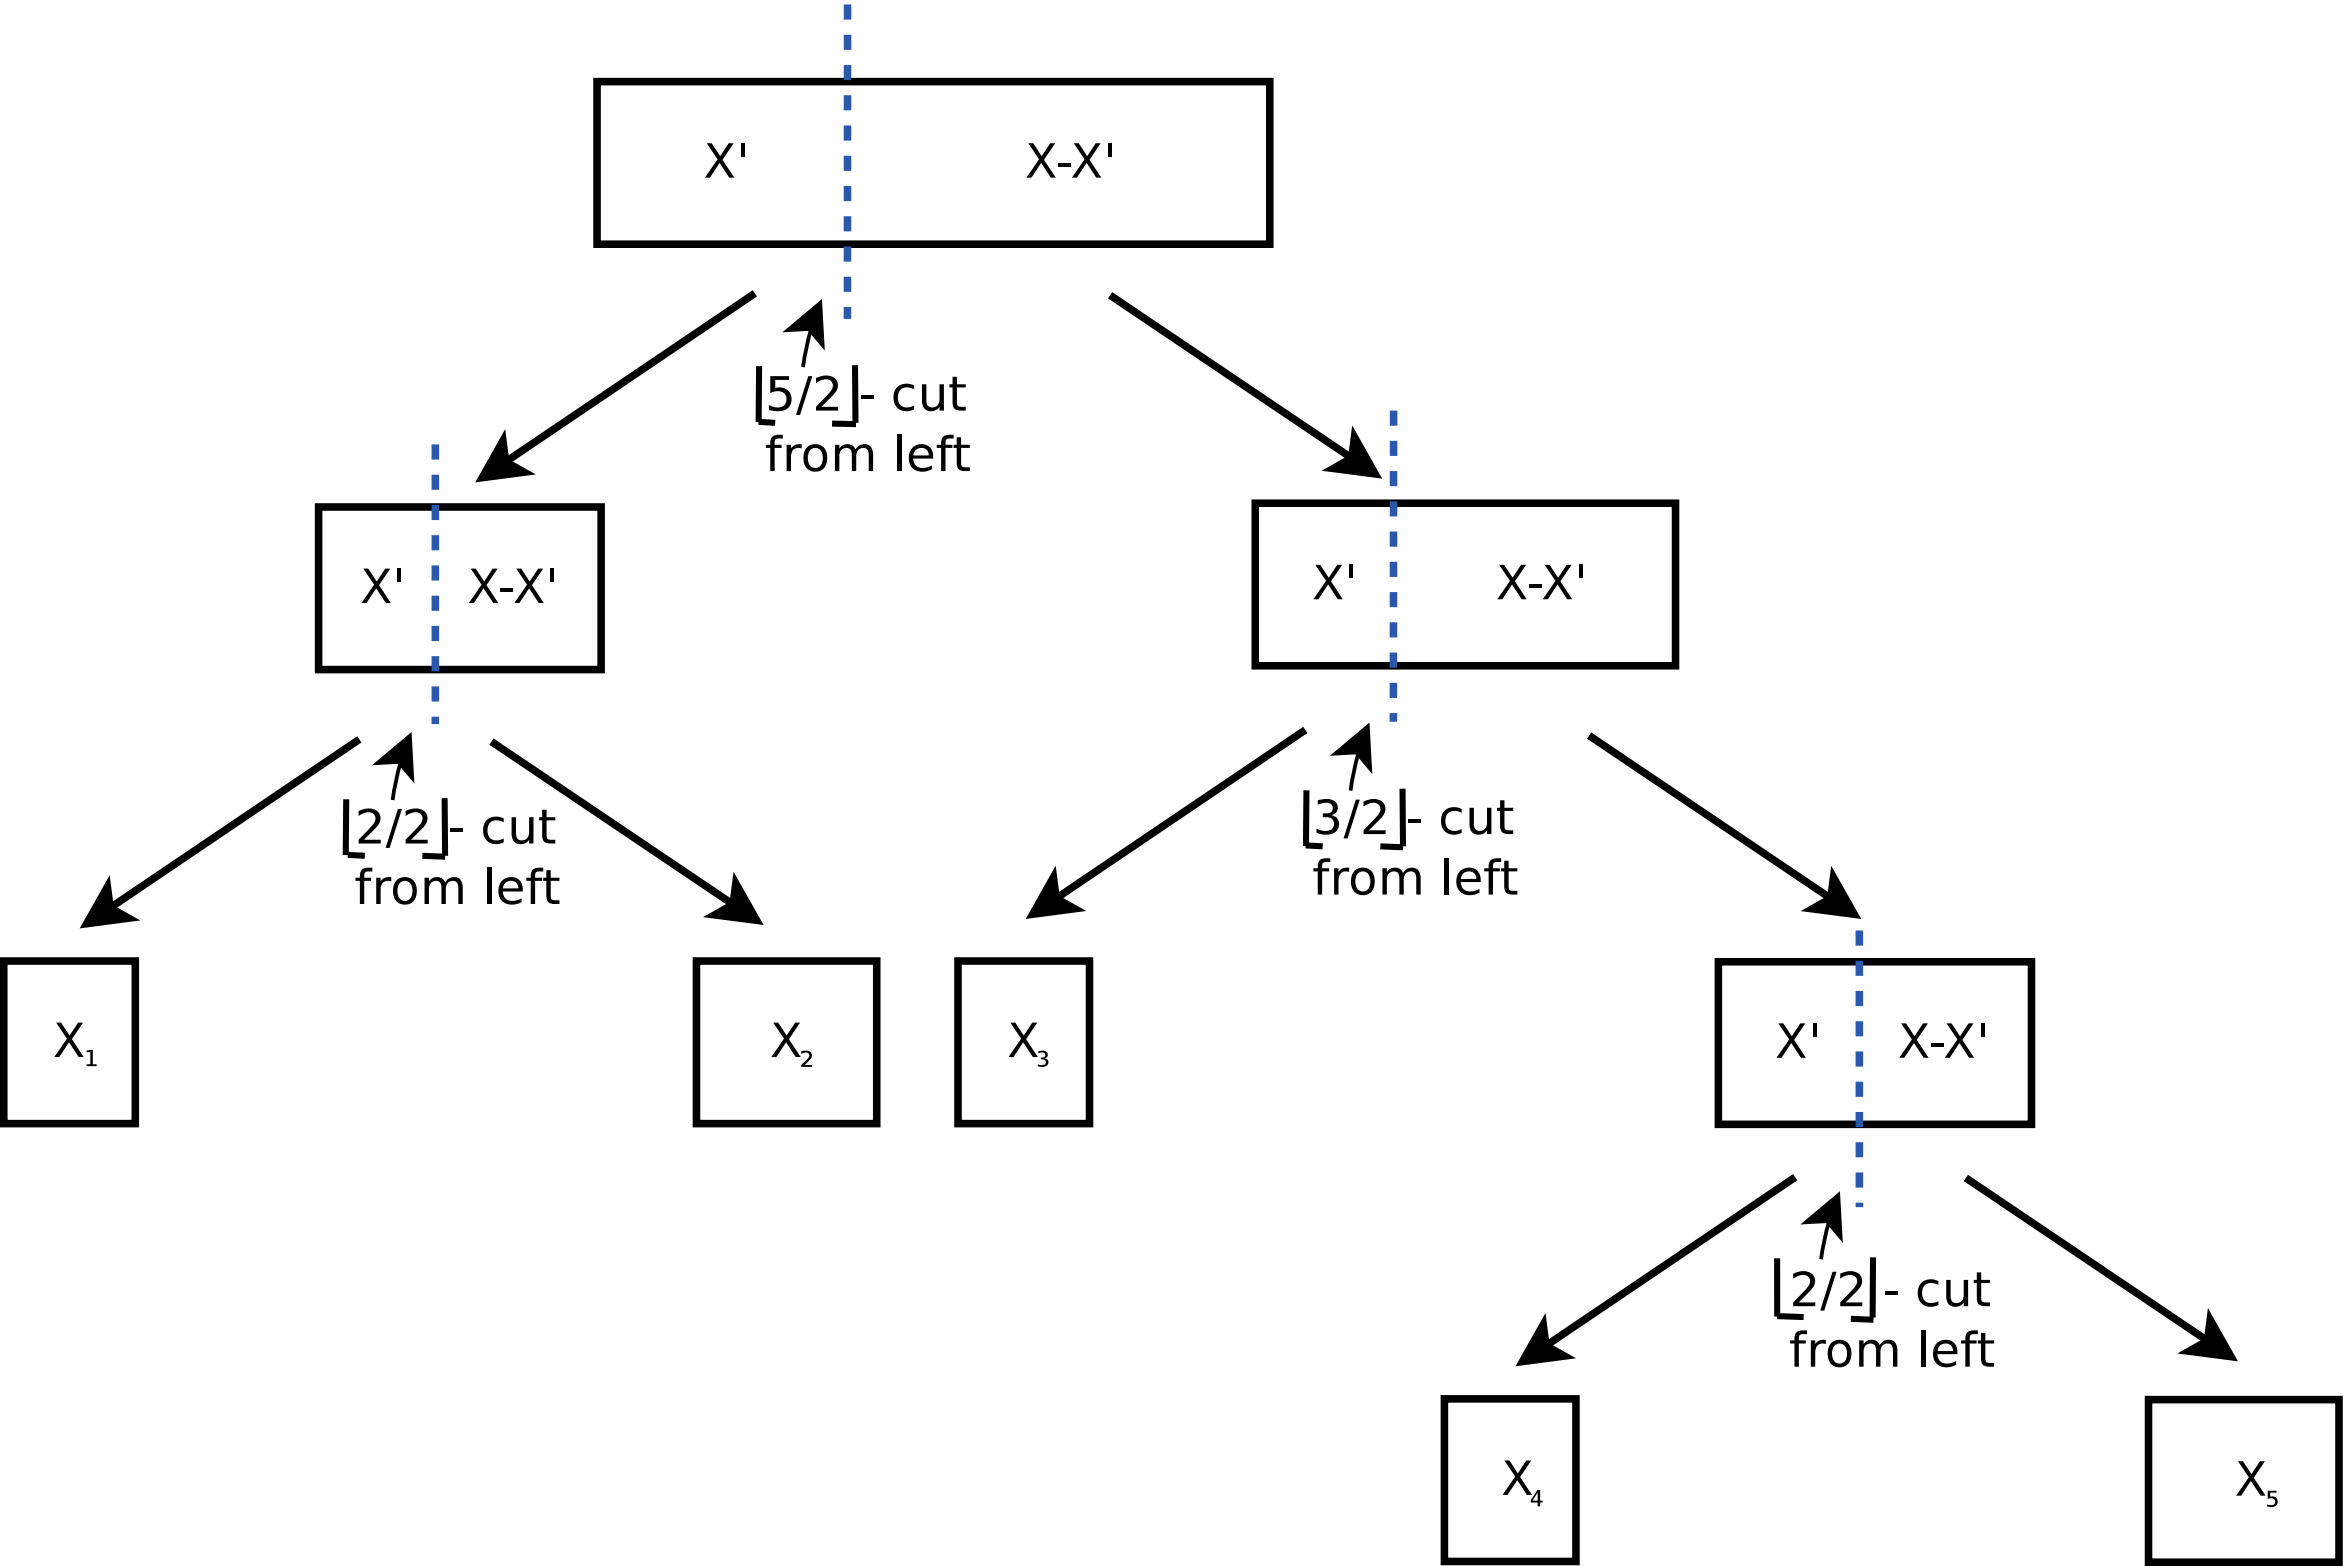 X' X-X'
⌊5/2⌋- cut
from left
X' X-X'
X' X-X'
⌊2/2⌋- cut
from left
⌊3/2⌋- cut
from left
X₁
X₂
X₃
X' X-X'
⌊2/2⌋- cut
from left
X₄
X₅